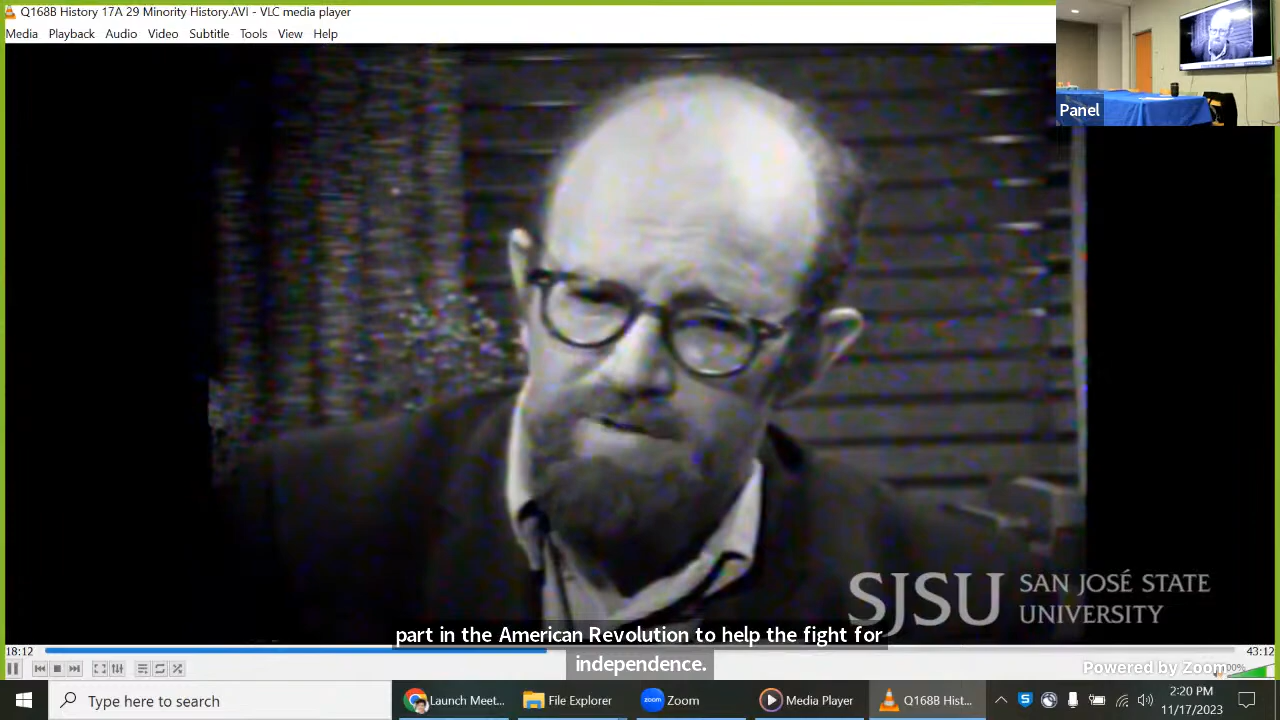 Q168B History 17A 29 Minority History.AVI - VLC media player
Media Playback Audio Video Subtitle Tools View Help
Panel
SJSU SAN JOSÉ STATE
UNIVERSITY
part in the American Revolution to help the fight for
independence.
18:12
43:12
Powered by Zoom
Type here to search
Launch Meet...
File Explorer
Zoom
Media Player
Q168B Hist...
2:20 PM
11/17/2023